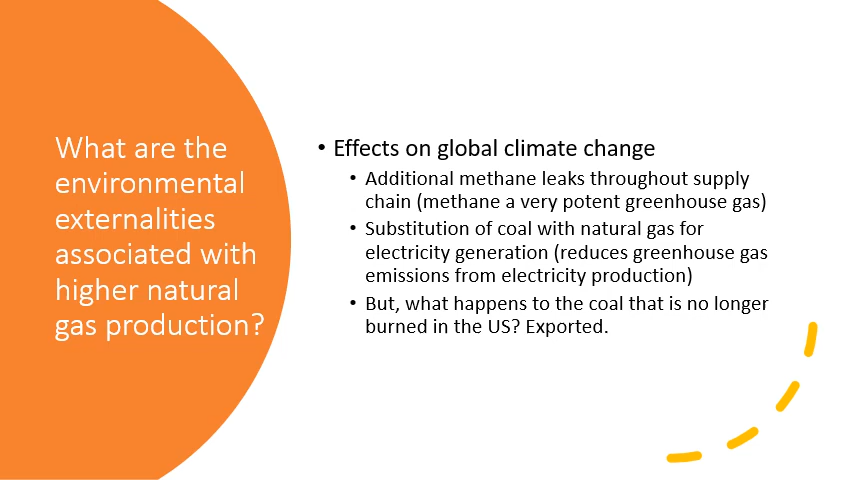 What are the
environmental
externalities
associated with
higher natural
gas production?
• Effects on global climate change
• Additional methane leaks throughout supply
chain (methane a very potent greenhouse gas)
• Substitution of coal with natural gas for
electricity generation (reduces greenhouse gas
emissions from electricity production)
• But, what happens to the coal that is no longer
burned in the US? Exported.